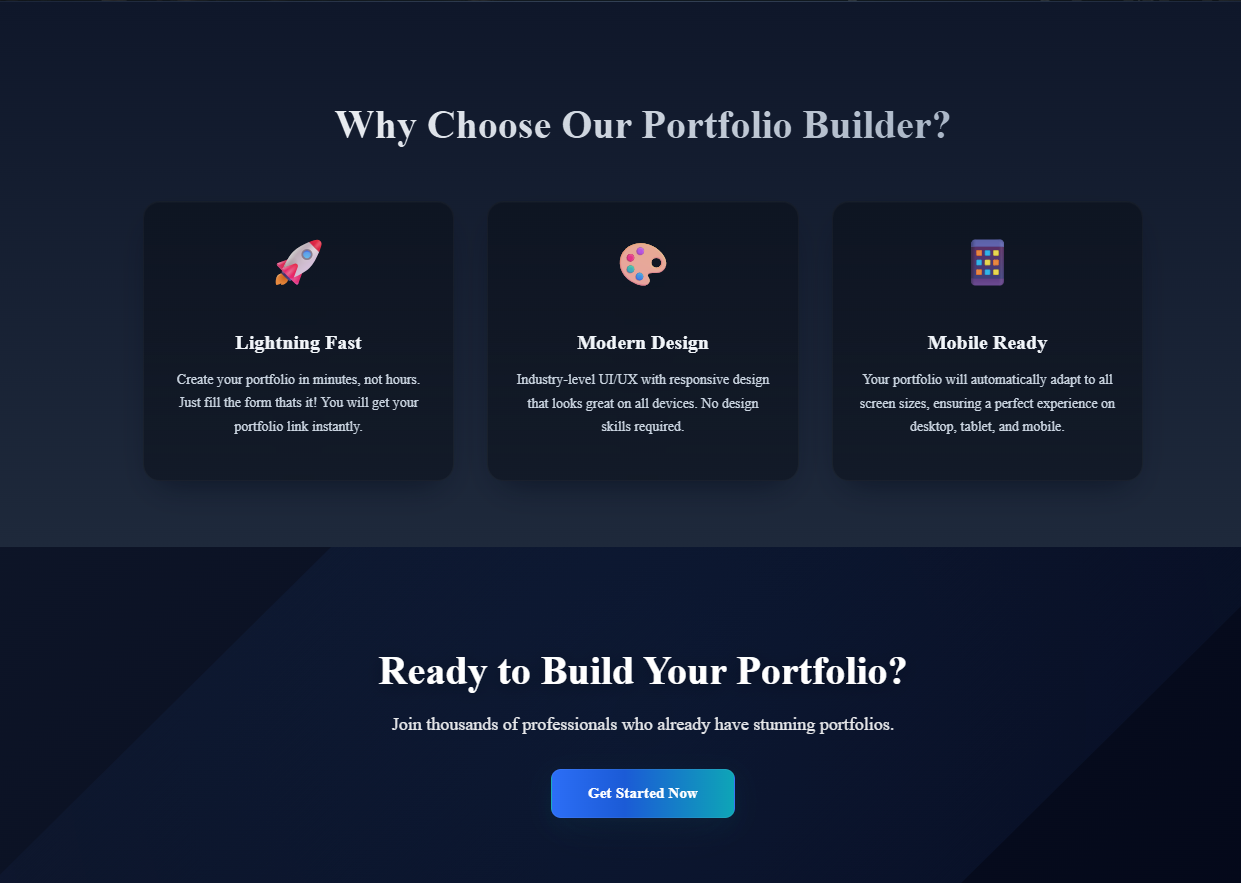 Why Choose Our Portfolio Builder?
Lightning Fast
Create your portfolio in minutes, not hours.
Just fill the form thats it! You will get your
portfolio link instantly.
Modern Design
Industry-level UI/UX with responsive design
that looks great on all devices. No design
skills required.
Mobile Ready
Your portfolio will automatically adapt to all
screen sizes, ensuring a perfect experience on
desktop, tablet, and mobile.
Ready to Build Your Portfolio?
Join thousands of professionals who already have stunning portfolios.
Get Started Now